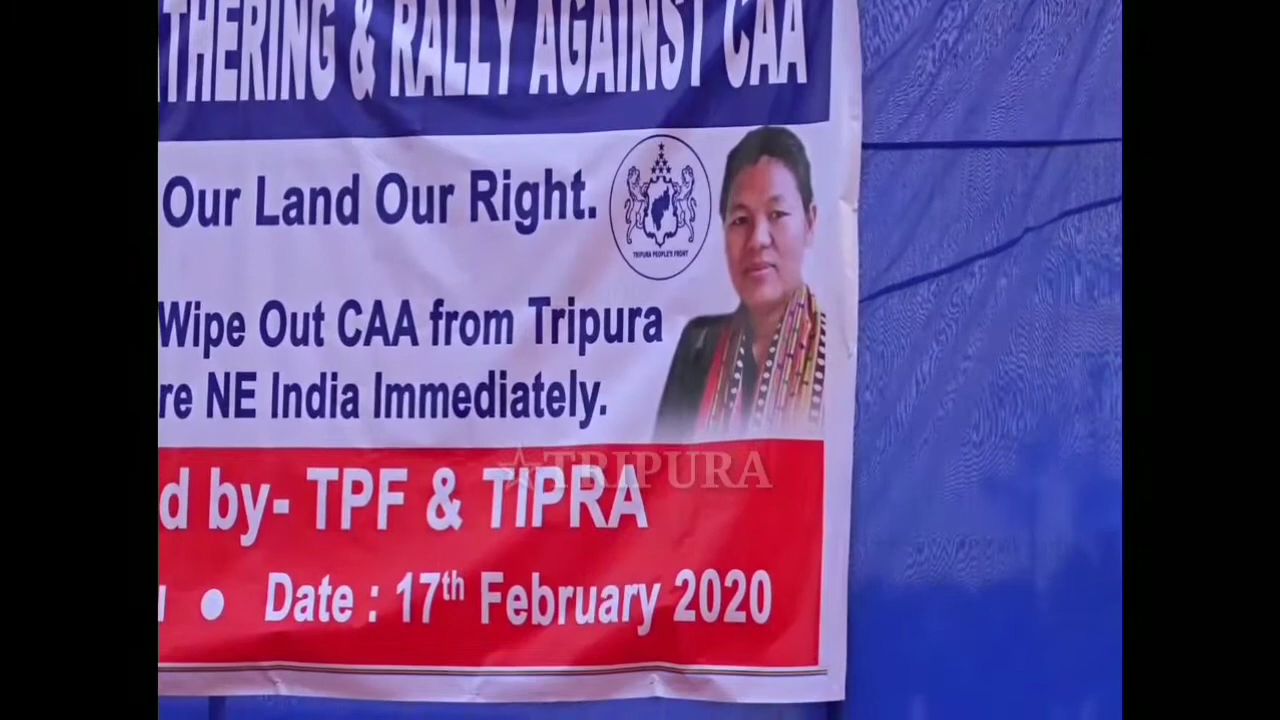 THERING & RALLY AGAINST CAA
Our Land Our Right.
TRIPURA PEOPLE'S FRONT
Wipe Out CAA from Tripura
re NE India Immediately.
TRIPURA
d by- TPF & TIPRA
● Date : 17th February 2020